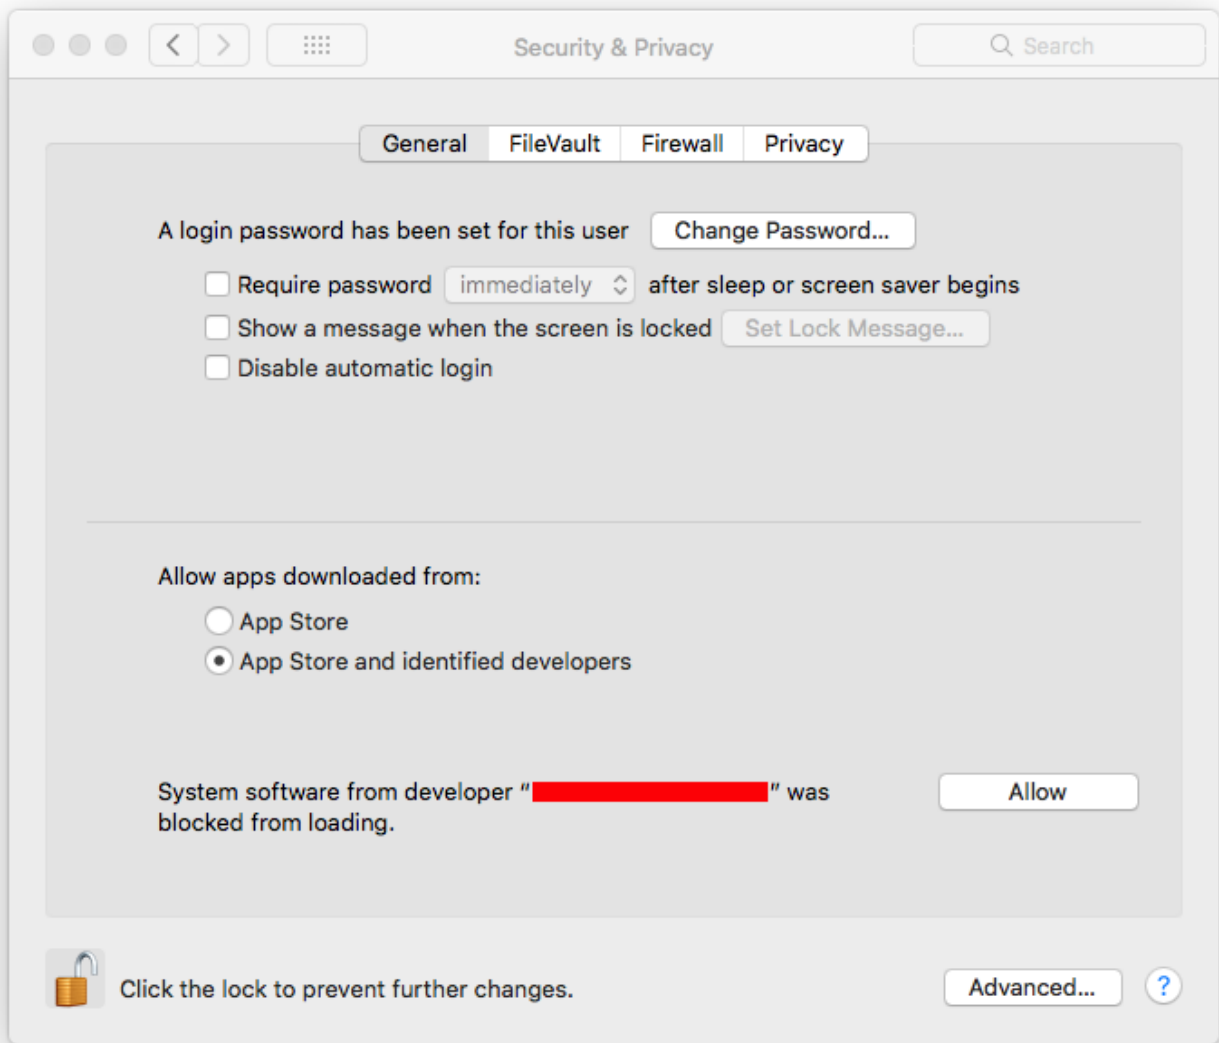 Security & Privacy
Search
General FileVault Firewall Privacy
A login password has been set for this user Change Password...
Require password immediately after sleep or screen saver begins
Show a message when the screen is locked Set Lock Message...
Disable automatic login
Allow apps downloaded from:
App Store
App Store and identified developers
System software from developer “ ” was Allow
blocked from loading.
Click the lock to prevent further changes. Advanced... ?